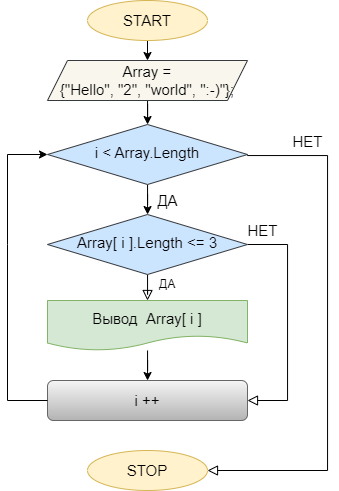 START
Array =
{"Hello", "2", "world", ":-)"};
i < Array.Length
НЕТ
ДА
Array[ i ].Length <= 3
НЕТ
ДА
Вывод Array[ i ]
i ++
STOP